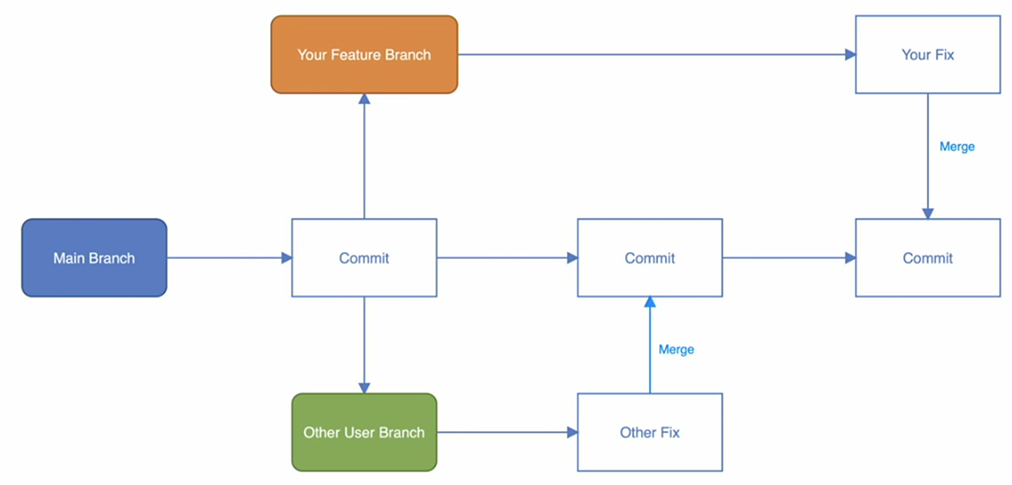 Your Feature Branch
Your Fix
Merge
Main Branch
Commit
Commit
Commit
Merge
Other User Branch
Other Fix